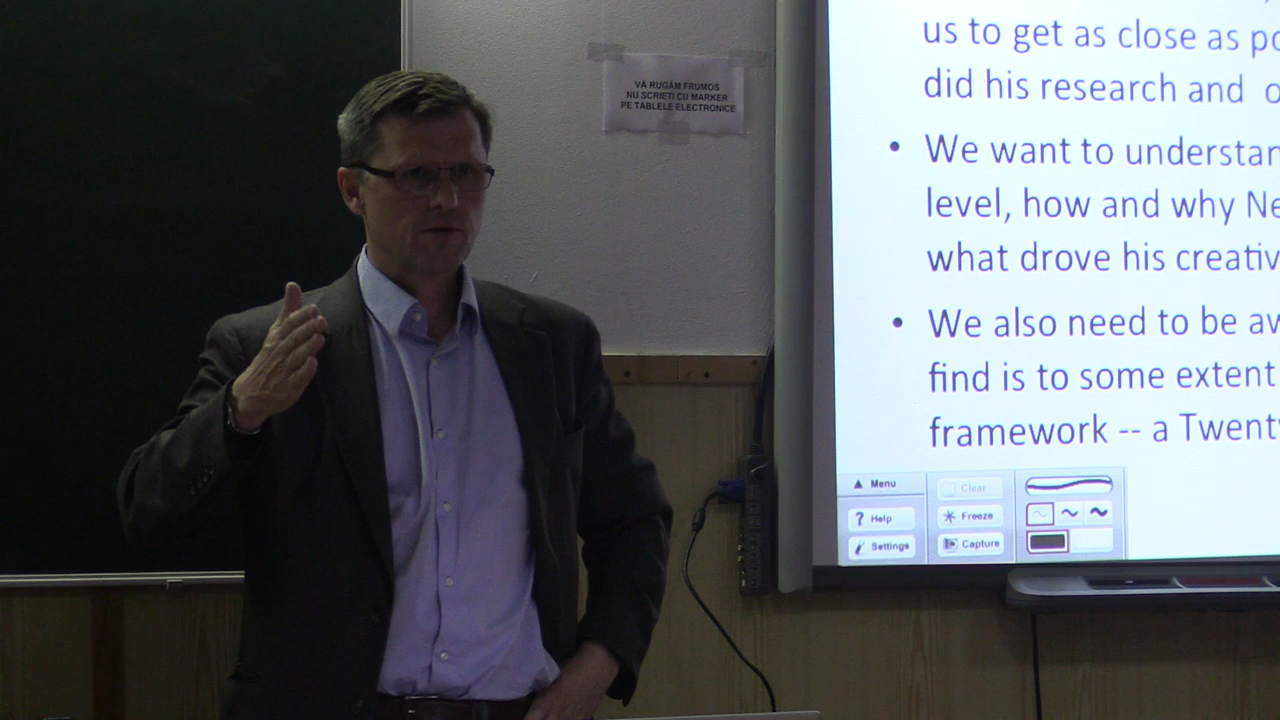 VĂ RUGĂM FRUMOS
NU SCRIEȚI CU MARKER
PE TABLELE ELECTRONICE
us to get as close as po
did his research and o
• We want to understan
level, how and why Ne
what drove his creativ
• We also need to be aw
find is to some extent
framework -- a Twenty
Menu
Help
Settings
Clear
Freeze
Capture